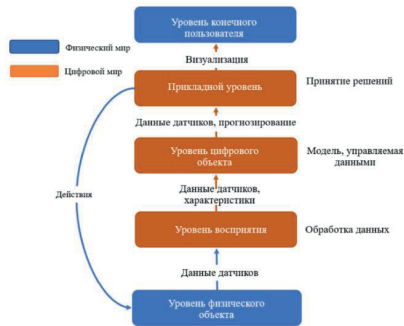 Уровень конечного
пользователя
Физический мир
Цифровой мир
Визуализация
Прикладной уровень
Принятие решений
Данные датчиков, прогнозирование
Уровень цифрового
объекта
Модель, управляемая
данными
Действия
Данные датчиков,
характеристики
Уровень восприятия
Обработка данных
Данные датчиков
Уровень физического
объекта